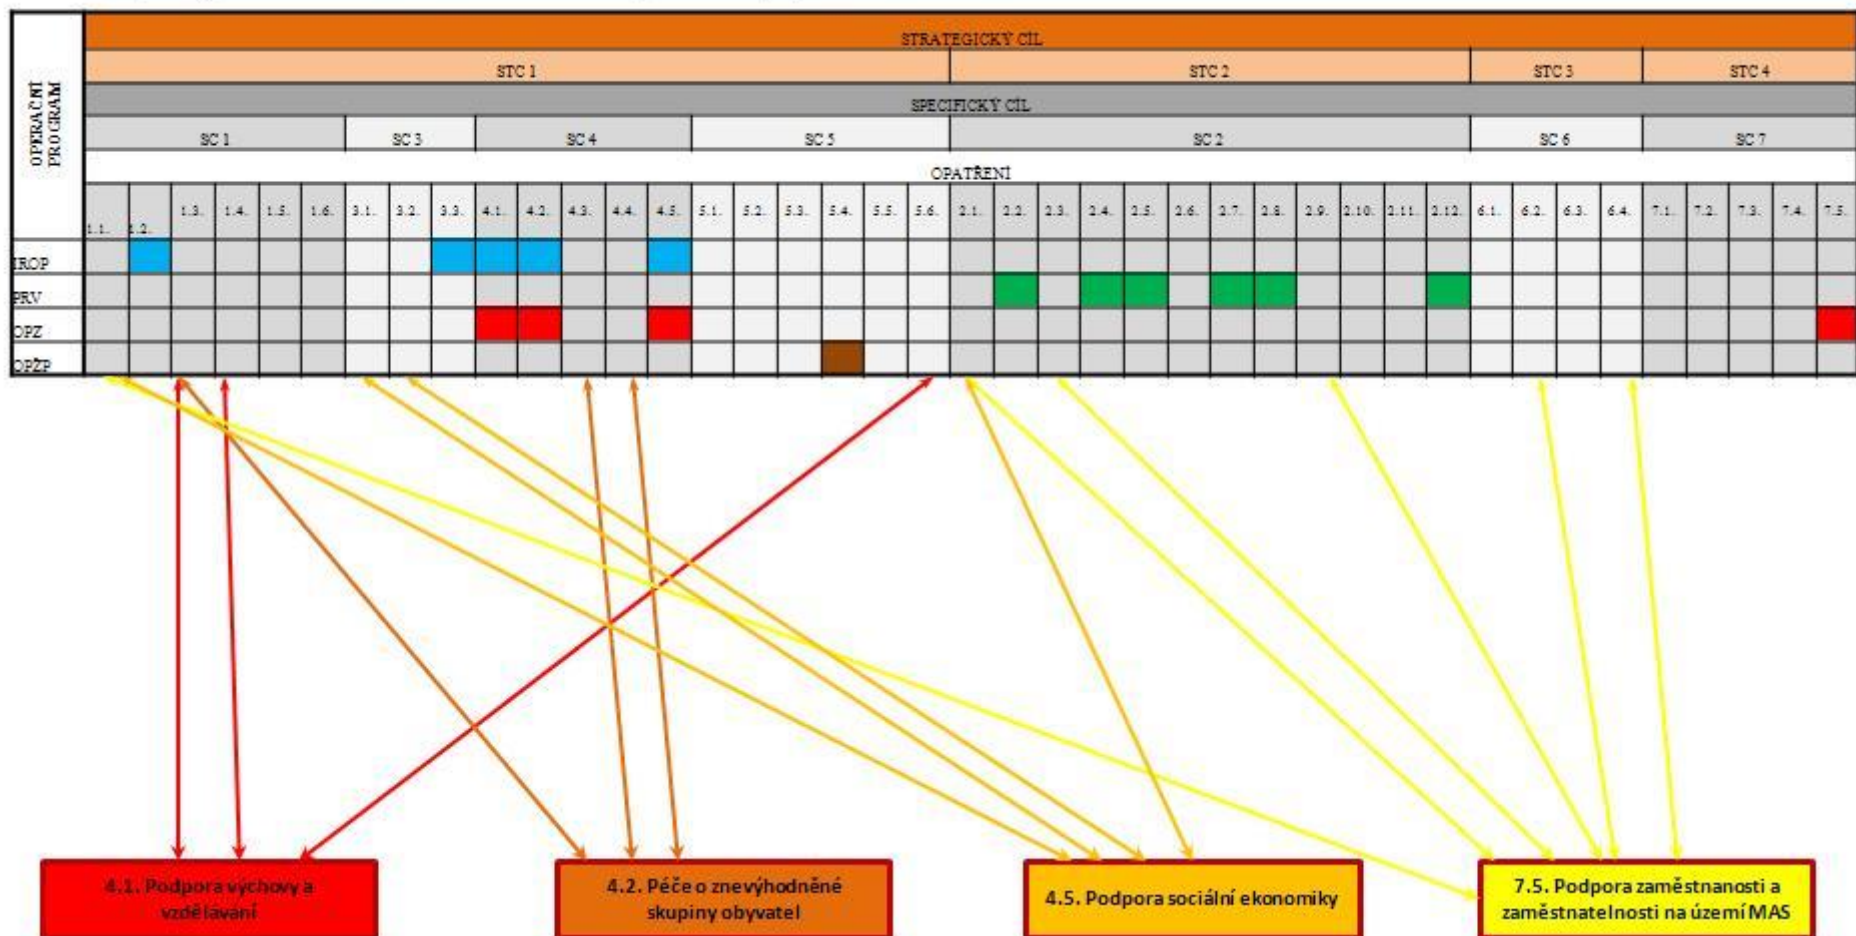 OPERAČNÍ
PROGRAM
STRATEGICKÝ CÍL
STC 1 STC 2 STC 3 STC 4
SPECIFICKÝ CÍL
SC 1 SC 3 SC 4 SC 5 SC 2 SC 6 SC 7
OPATŘENÍ
1.1. 1.2. 1.3. 1.4. 1.5. 1.6. 3.1. 3.2. 3.3. 4.1. 4.2. 4.3. 4.4. 4.5. 5.1. 5.2. 5.3. 5.4. 5.5. 5.6. 2.1. 2.2. 2.3. 2.4. 2.5. 2.6. 2.7. 2.8. 2.9. 2.10. 2.11. 2.12. 6.1. 6.2. 6.3. 6.4. 7.1. 7.2. 7.3. 7.4. 7.5.
IROP
PRV
OPZ
OPŽP
4.1. Podpora výchovy a
vzdělávání
4.2. Péče o znevýhodněné
skupiny obyvatel
4.5. Podpora sociální ekonomiky
7.5. Podpora zaměstnanosti a
zaměstnatelnosti na území MAS